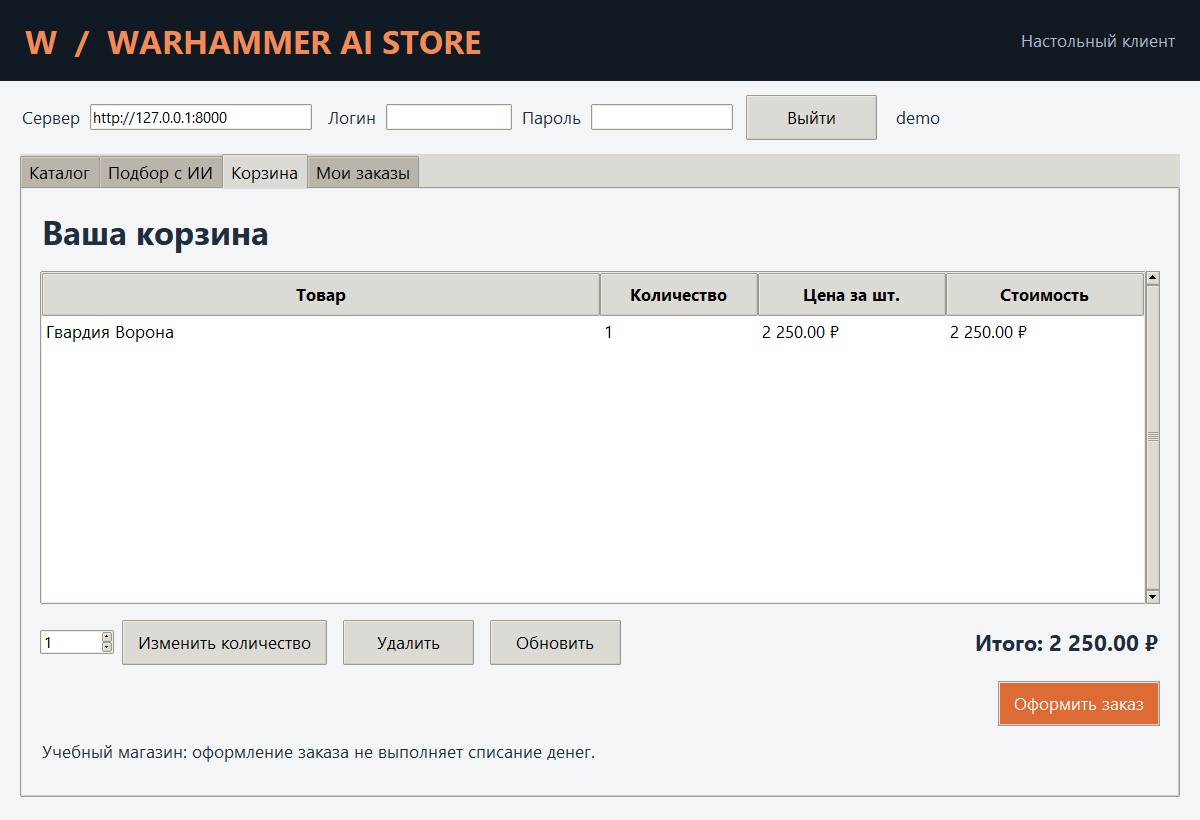 W / WARHAMMER AI STORE
Настольный клиент
Сервер http://127.0.0.1:8000 Логин Пароль Выйти demo
Каталог Подбор с ИИ Корзина Мои заказы
Ваша корзина
Товар Количество Цена за шт. Стоимость
Гвардия Ворона 1 2 250.00 ₽ 2 250.00 ₽
1 Изменить количество Удалить Обновить Итого: 2 250.00 ₽
Оформить заказ
Учебный магазин: оформление заказа не выполняет списание денег.